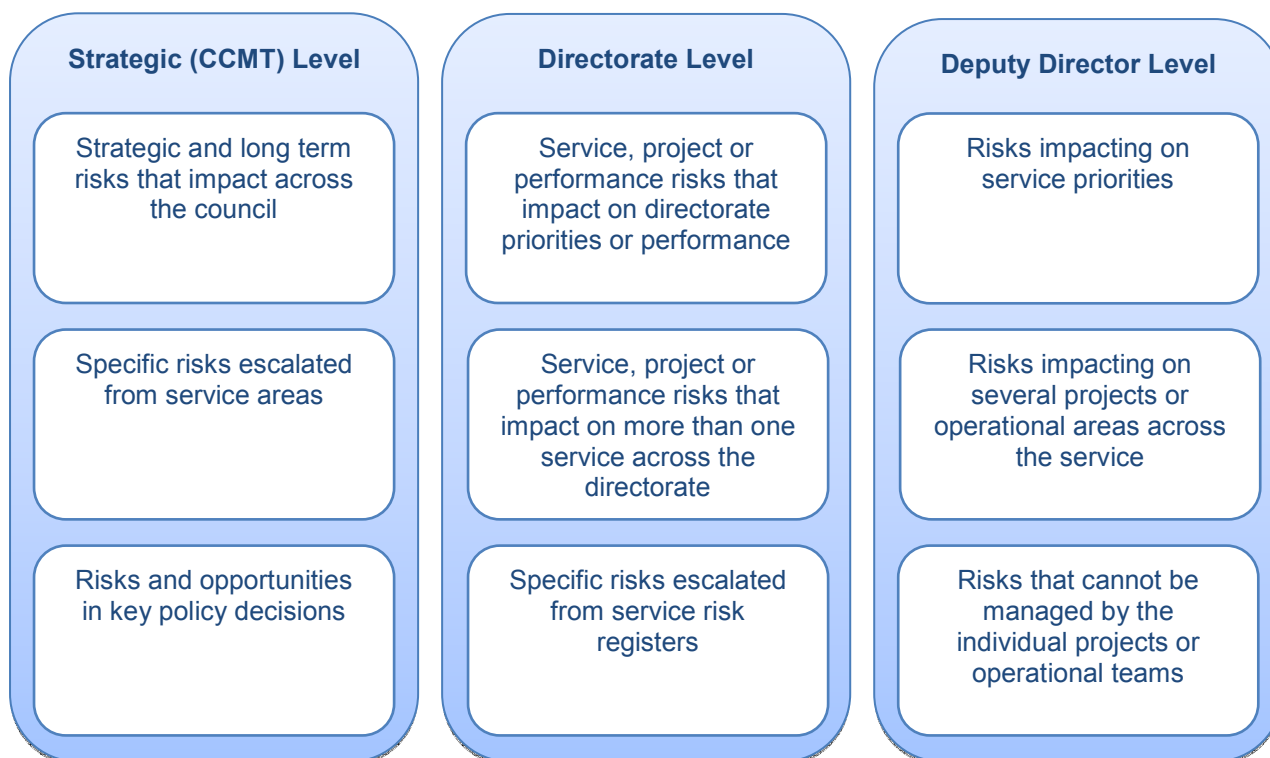 Strategic (CCMT) Level
Strategic and long term
risks that impact across
the council
Specific risks escalated
from service areas
Risks and opportunities
in key policy decisions
Directorate Level
Service, project or
performance risks that
impact on directorate
priorities or performance
Service, project or
performance risks that
impact on more than one
service across the
directorate
Specific risks escalated
from service risk
registers
Deputy Director Level
Risks impacting on
service priorities
Risks impacting on
several projects or
operational areas across
the service
Risks that cannot be
managed by the
individual projects or
operational teams